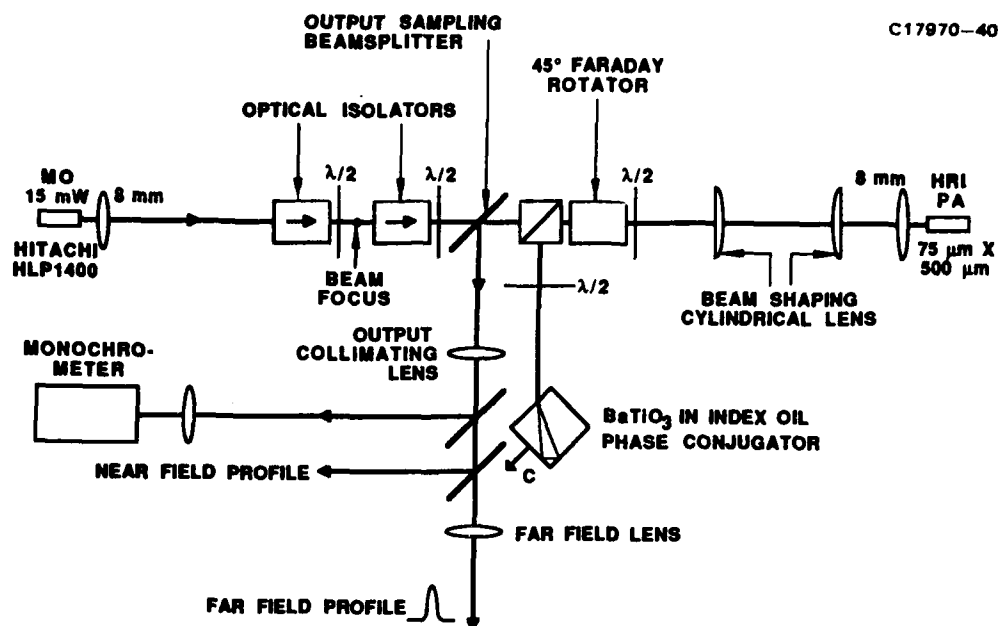 OUTPUT SAMPLING
BEAMSPLITTER
C17970-40
45° FARADAY
ROTATOR
OPTICAL ISOLATORS
MO
15 mW
8 mm
λ/2
λ/2
λ/2
8 mm
HRI
PA
HITACHI
HLP1400
BEAM
FOCUS
λ/2
75 µm X
500 µm
BEAM SHAPING
CYLINDRICAL LENS
OUTPUT
COLLIMATING
LENS
MONOCHRO-
METER
BaTiO3 IN INDEX OIL
PHASE CONJUGATOR
C
NEAR FIELD PROFILE
FAR FIELD LENS
FAR FIELD PROFILE